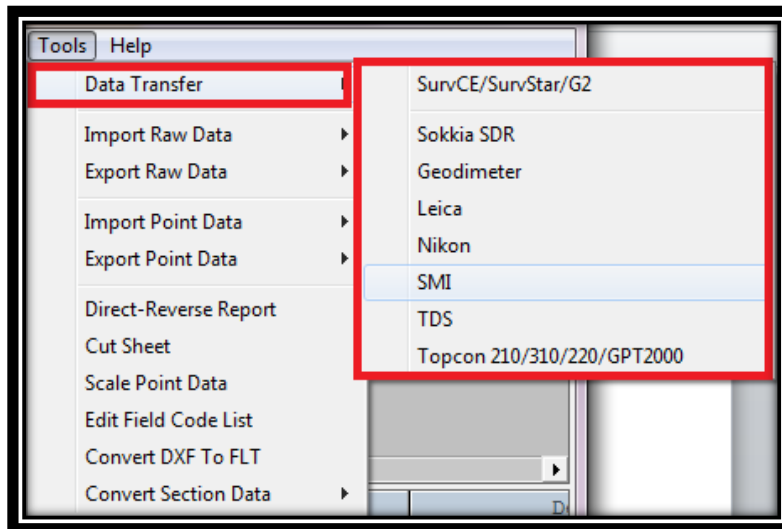 Tools Help
Data Transfer
Import Raw Data
Export Raw Data
Import Point Data
Export Point Data
Direct-Reverse Report
Cut Sheet
Scale Point Data
Edit Field Code List
Convert DXF To FLT
Convert Section Data
SurvCE/SurvStar/G2
Sokkia SDR
Geodimeter
Leica
Nikon
SMI
TDS
Topcon 210/310/220/GPT2000